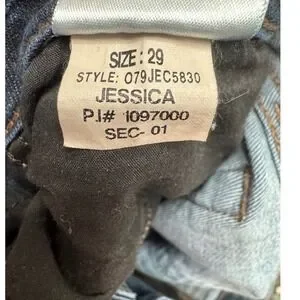 SIZE: 29
STYLE: 079JEC5830
JESSICA
P.I# 1097000
SEC- 01